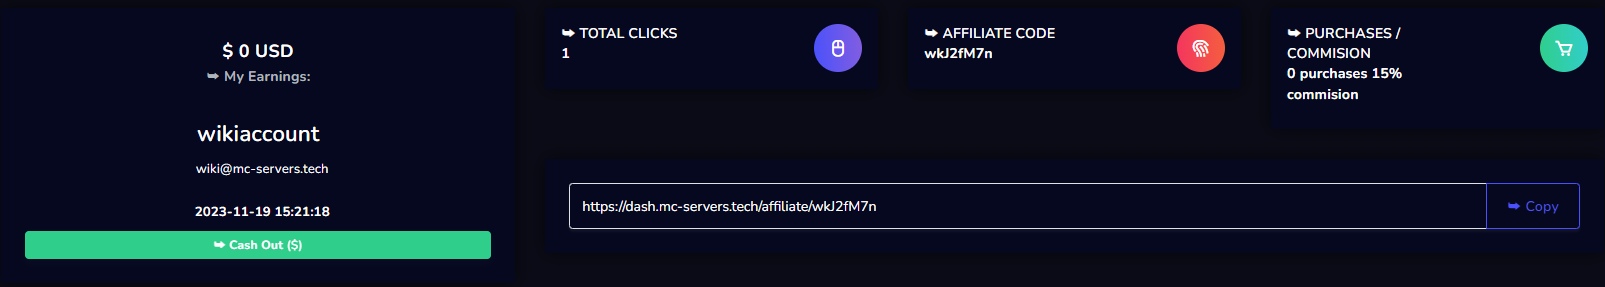 $ 0 USD
➥ My Earnings:
wikiaccount
wiki@mc-servers.tech
2023-11-19 15:21:18
➥ Cash Out ($)
➥ TOTAL CLICKS
1
➥ AFFILIATE CODE
wkJ2fM7n
➥ PURCHASES /
COMMISION
0 purchases 15%
commision
https://dash.mc-servers.tech/affiliate/wkJ2fM7n
➥ Copy